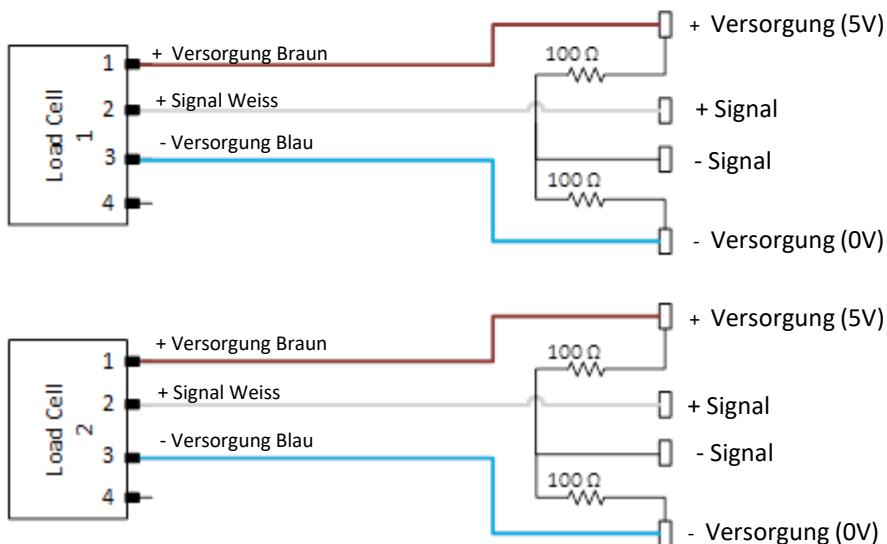 + Versorgung (5V)
100 Ω
1
+ Versorgung Braun
2
+ Signal Weiss
+ Signal
Load Cell
1
- Versorgung Blau
3
- Signal
100 Ω
4
- Versorgung (0V)
+ Versorgung (5V)
100 Ω
1
+ Versorgung Braun
2
+ Signal Weiss
+ Signal
Load Cell
2
- Versorgung Blau
3
- Signal
100 Ω
4
- Versorgung (0V)